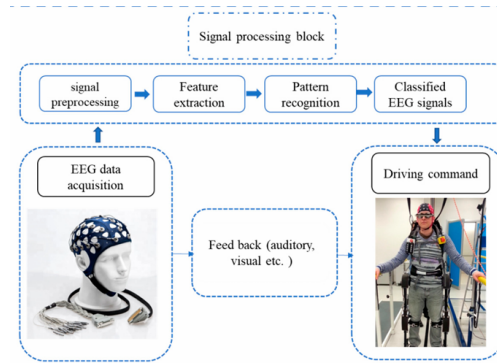 Signal processing block
signal
preprocessing
Feature
extraction
Pattern
recognition
Classified
EEG signals
EEG data
acquisition
Feed back (auditory,
visual etc. )
Driving command